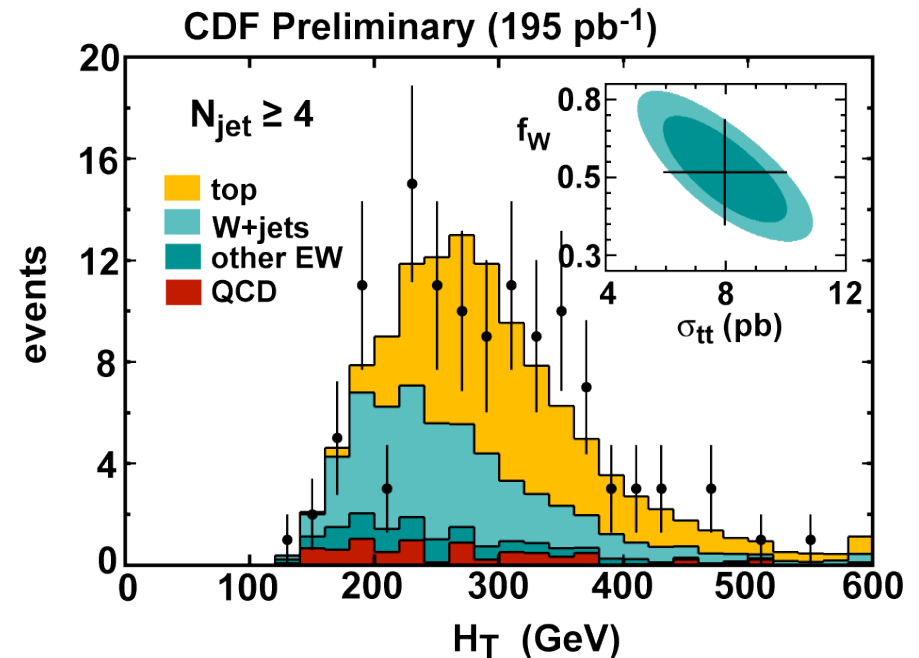 CDF Preliminary (195 pb-1)
20
16
12
8
4
0
events
Njet ≥ 4
top
W+jets
other EW
QCD
fW
0.8
0.5
0.3
4 8 12
σtt (pb)
0 100 200 300 400 500 600
HT (GeV)